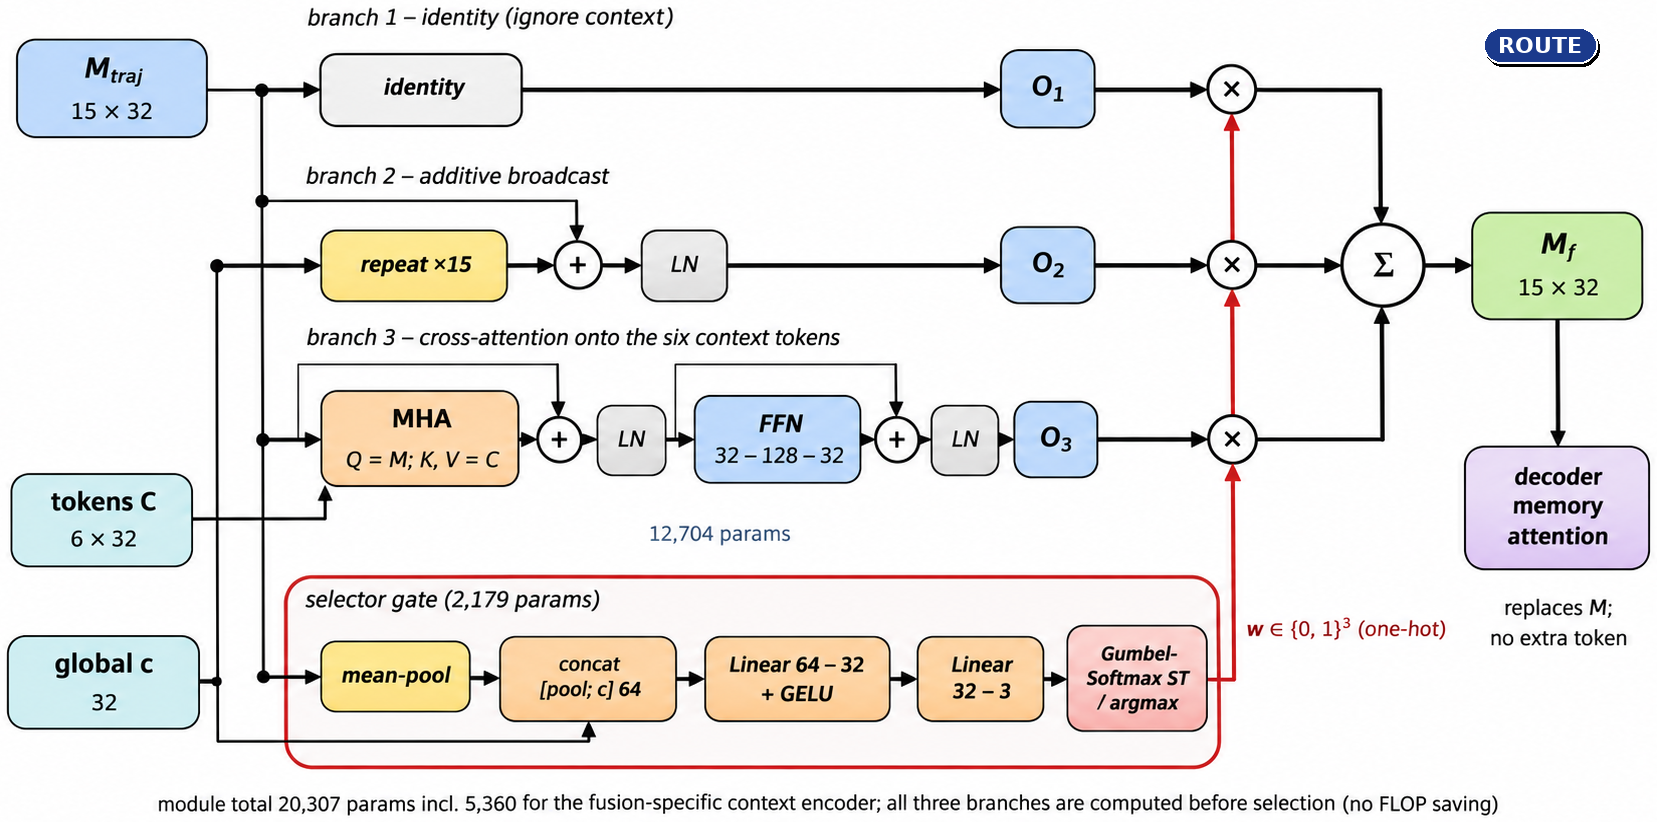 branch 1 – identity (ignore context)
ROUTE
M_traj
15 × 32
identity
O₁
×
branch 2 – additive broadcast
repeat ×15
+
LN
O₂
×
Σ
M_f
15 × 32
branch 3 – cross-attention onto the six context tokens
MHA
Q = M; K, V = C
+
LN
FFN
32 – 128 – 32
+
LN
O₃
×
tokens C
6 × 32
12,704 params
decoder
memory
attention
replaces M;
no extra token
selector gate (2,179 params)
w ∈ {0, 1}³ (one-hot)
global c
32
mean-pool
concat
[pool; c] 64
Linear 64 – 32
+ GELU
Linear
32 – 3
Gumbel-
Softmax ST
/ argmax
module total 20,307 params incl. 5,360 for the fusion-specific context encoder; all three branches are computed before selection (no FLOP saving)